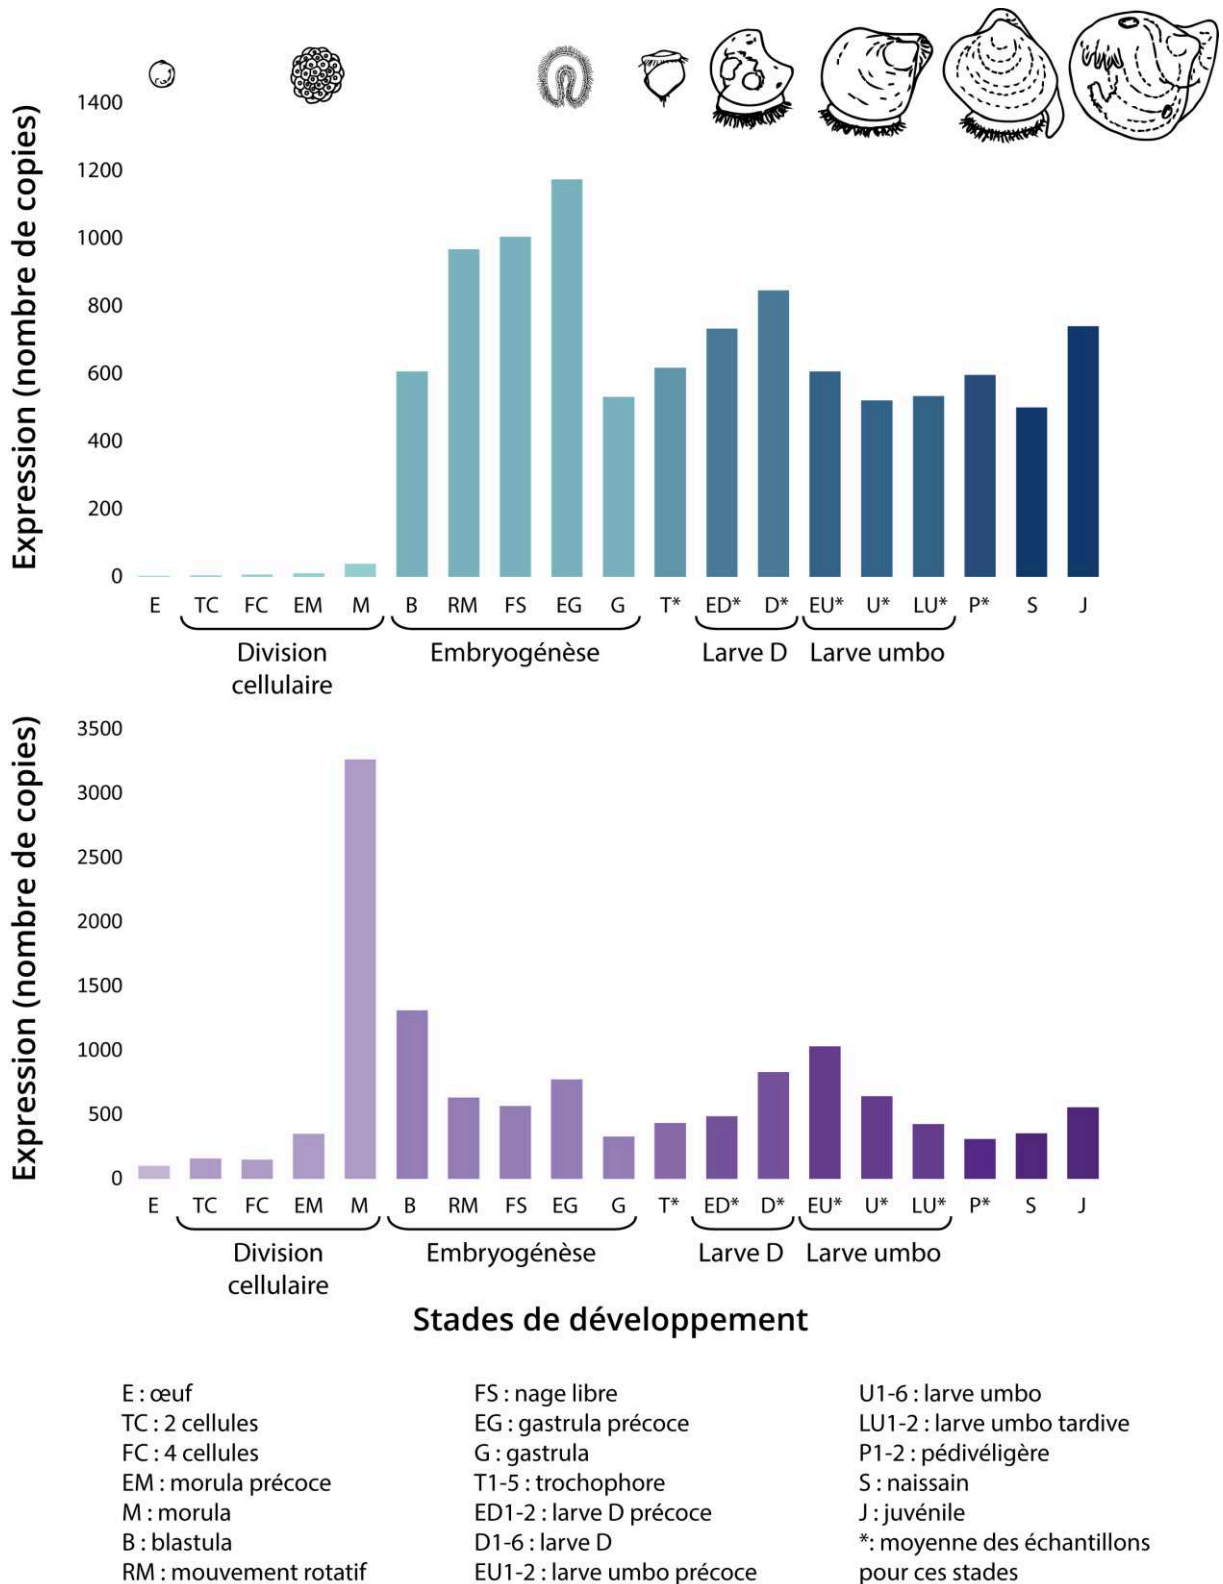 Expression (nombre de copies)
1400
1200
1000
800
600
400
200
0
E TC FC EM M B RM FS EG G T* ED* D* EU* U* LU* P* S J
Division
cellulaire
Embryogénèse
Larve D
Larve umbo
Expression (nombre de copies)
3500
3000
2500
2000
1500
1000
500
0
E TC FC EM M B RM FS EG G T* ED* D* EU* U* LU* P* S J
Division
cellulaire
Embryogénèse
Larve D
Larve umbo
Stades de développement
E : œuf
TC : 2 cellules
FC : 4 cellules
EM : morula précoce
M : morula
B : blastula
RM : mouvement rotatif
FS : nage libre
EG : gastrula précoce
G : gastrula
T1-5 : trochophore
ED1-2 : larve D précoce
D1-6 : larve D
EU1-2 : larve umbo précoce
U1-6 : larve umbo
LU1-2 : larve umbo tardive
P1-2 : pédivéligère
S : naissain
J : juvénile
* : moyenne des échantillons
pour ces stades